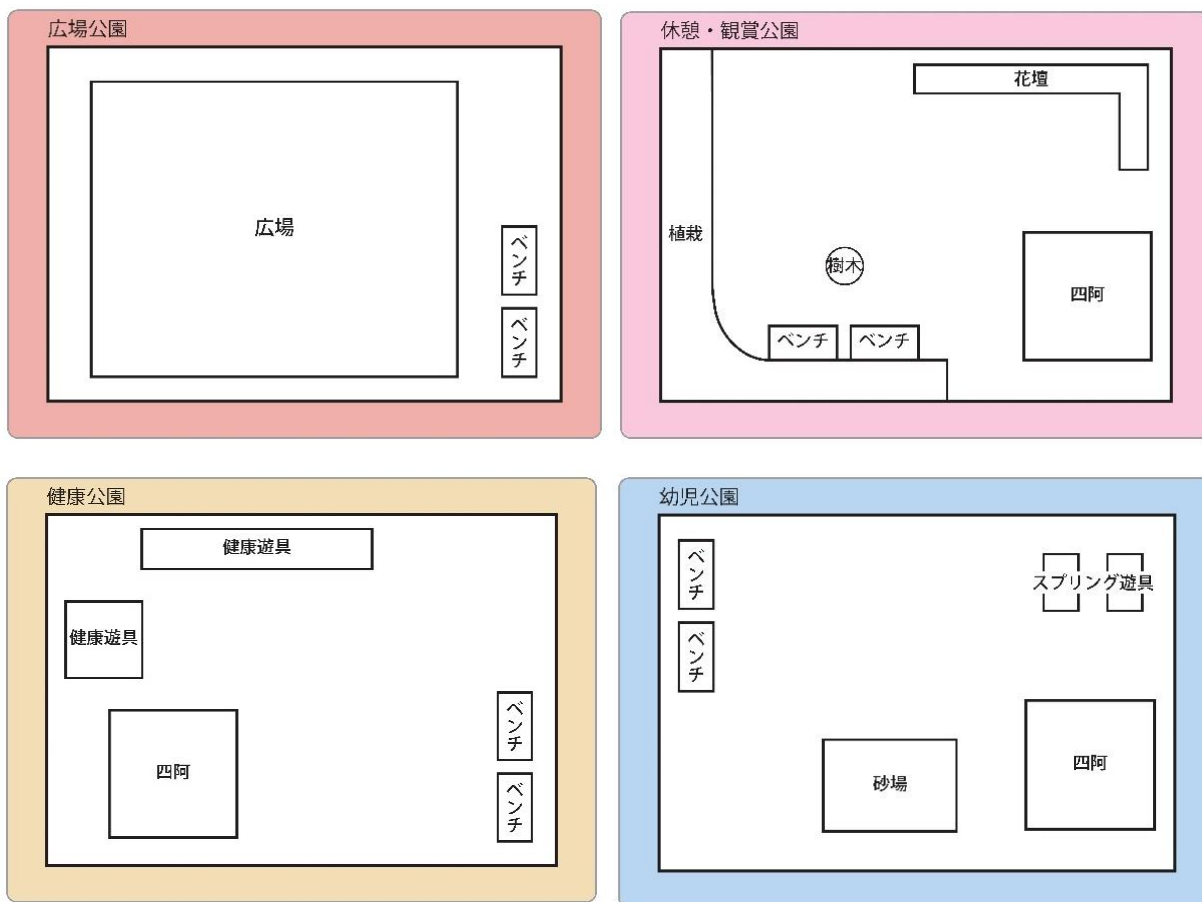 広場公園
広場
ベンチ
ベンチ
休憩・観賞公園
花壇
植栽
樹木
四阿
ベンチ
ベンチ
健康公園
健康遊具
健康遊具
四阿
ベンチ
ベンチ
幼児公園
ベンチ
スプリング遊具
ベンチ
四阿
砂場